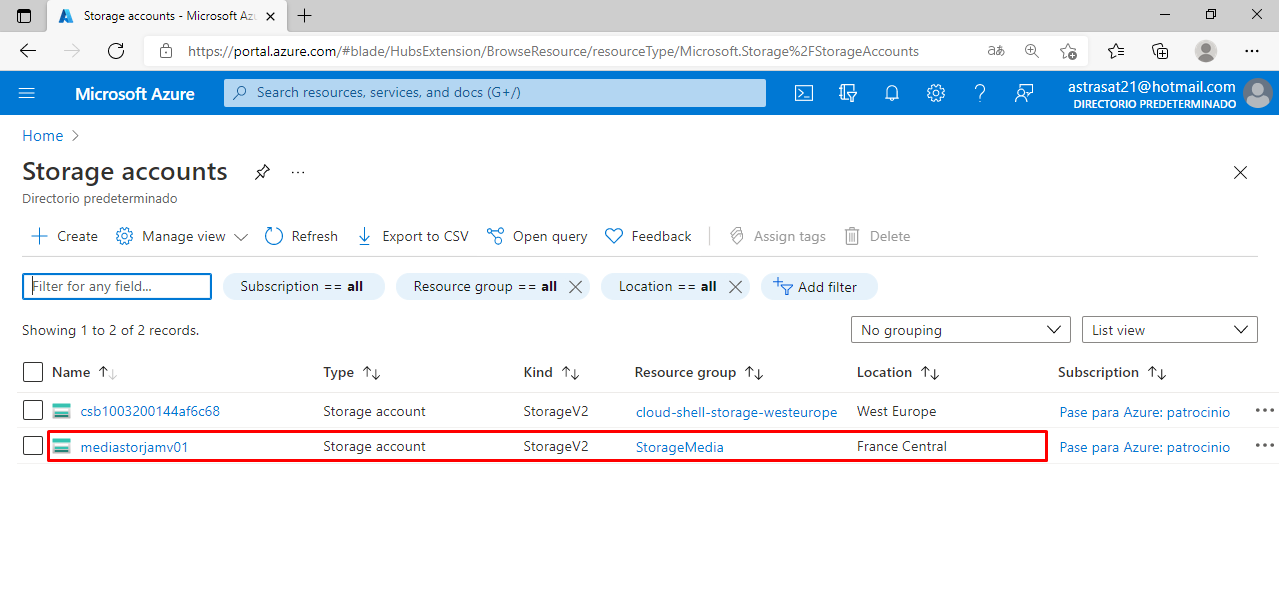 Storage accounts - Microsoft Az
https://portal.azure.com/#blade/HubsExtension/BrowseResource/resourceType/Microsoft.Storage%2FStorageAccounts
Microsoft Azure
Search resources, services, and docs (G+/)
astrasat21@hotmail.com
DIRECTORIO PREDETERMINADO
Home
Storage accounts
Directorio predeterminado
Create Manage view Refresh Export to CSV Open query Feedback Assign tags Delete
Filter for any field... Subscription == all Resource group == all Location == all Add filter
Showing 1 to 2 of 2 records. No grouping List view
Name Type Kind Resource group Location Subscription
csb1003200144af6c68 Storage account StorageV2 cloud-shell-storage-westeurope West Europe Pase para Azure: patrocinio
mediastorjamv01 Storage account StorageV2 StorageMedia France Central Pase para Azure: patrocinio